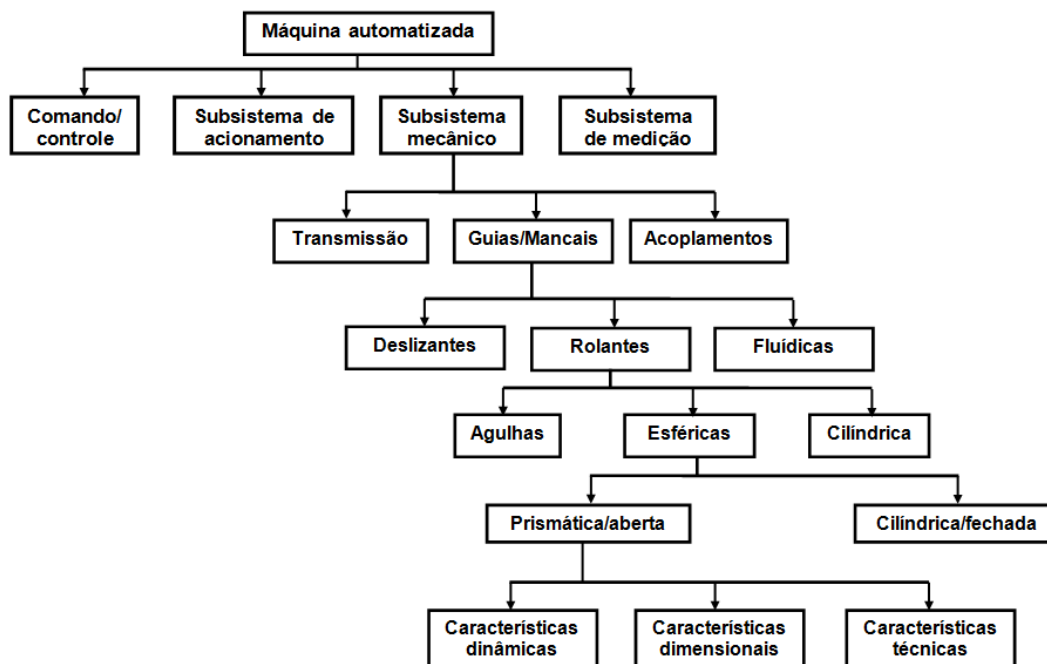 Máquina automatizada
Comando/
controle
Subsistema de
acionamento
Subsistema
mecânico
Subsistema
de medição
Transmissão
Guias/Mancais
Acoplamentos
Deslizantes
Rolantes
Fluídicas
Agulhas
Esféricas
Cilíndrica
Prismática/aberta
Cilíndrica/fechada
Características
dinâmicas
Características
dimensionais
Características
técnicas